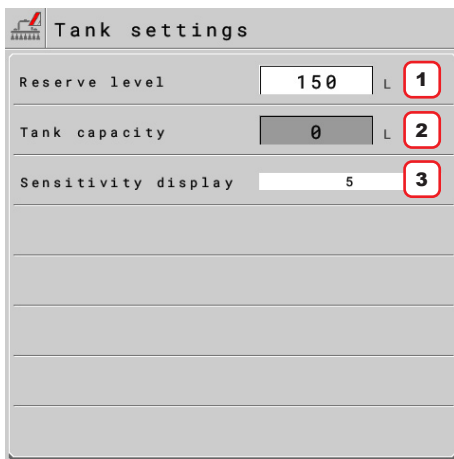 Tank settings
Reserve level 150 L 1
Tank capacity 0 L 2
Sensitivity display 5 3